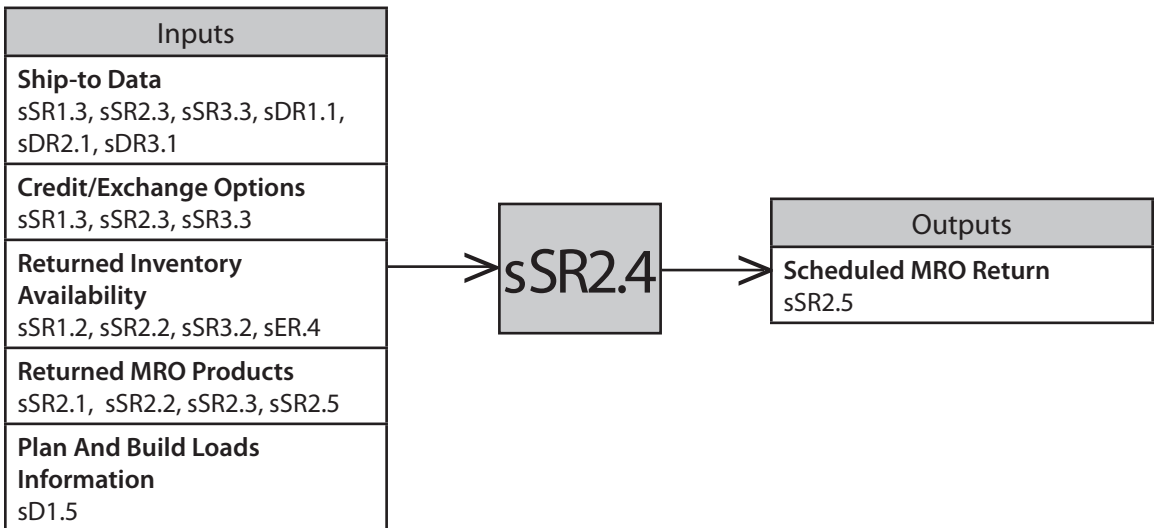 Inputs
Ship-to Data
sSR1.3, sSR2.3, sSR3.3, sDR1.1,
sDR2.1, sDR3.1
Credit/Exchange Options
sSR1.3, sSR2.3, sSR3.3
Returned Inventory
Availability
sSR1.2, sSR2.2, sSR3.2, sER.4
Returned MRO Products
sSR2.1, sSR2.2, sSR2.3, sSR2.5
Plan And Build Loads
Information
sD1.5
sSR2.4
Outputs
Scheduled MRO Return
sSR2.5